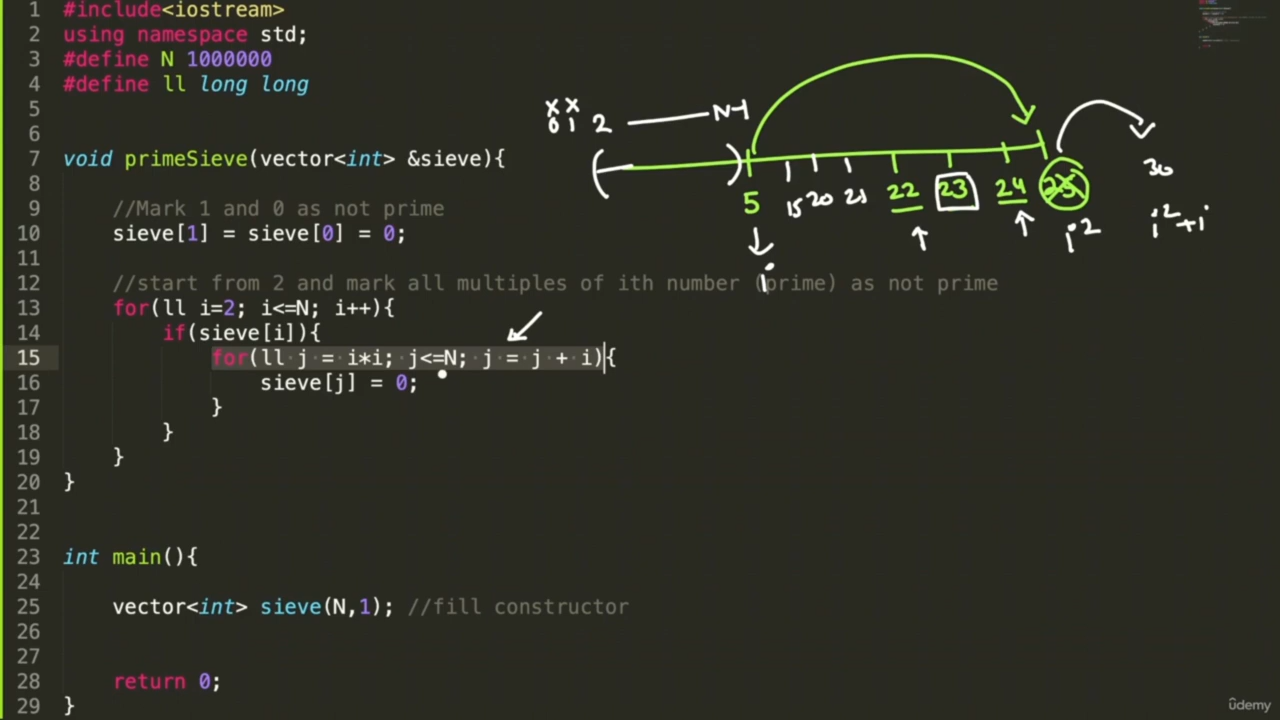 1 #include<iostream>
2 using namespace std;
3 #define N 1000000
4 #define ll long long
5
6
7 void primeSieve(vector<int> &sieve){
8
9 //Mark 1 and 0 as not prime
10 sieve[1] = sieve[0] = 0;
11
12 //start from 2 and mark all multiples of ith number (prime) as not prime
13 for(ll i=2; i<=N; i++){
14 if(sieve[i]){
15 for(ll j = i*i; j<=N; j = j + i){
16 sieve[j] = 0;
17 }
18 }
19 }
20 }
21
22
23 int main(){
24
25 vector<int> sieve(N,1); //fill constructor
26
27
28 return 0;
29 }
x x
0 1 2 N-1
5 15 20 21 22 23 24 25 30
i i² i²+i
ûdemy